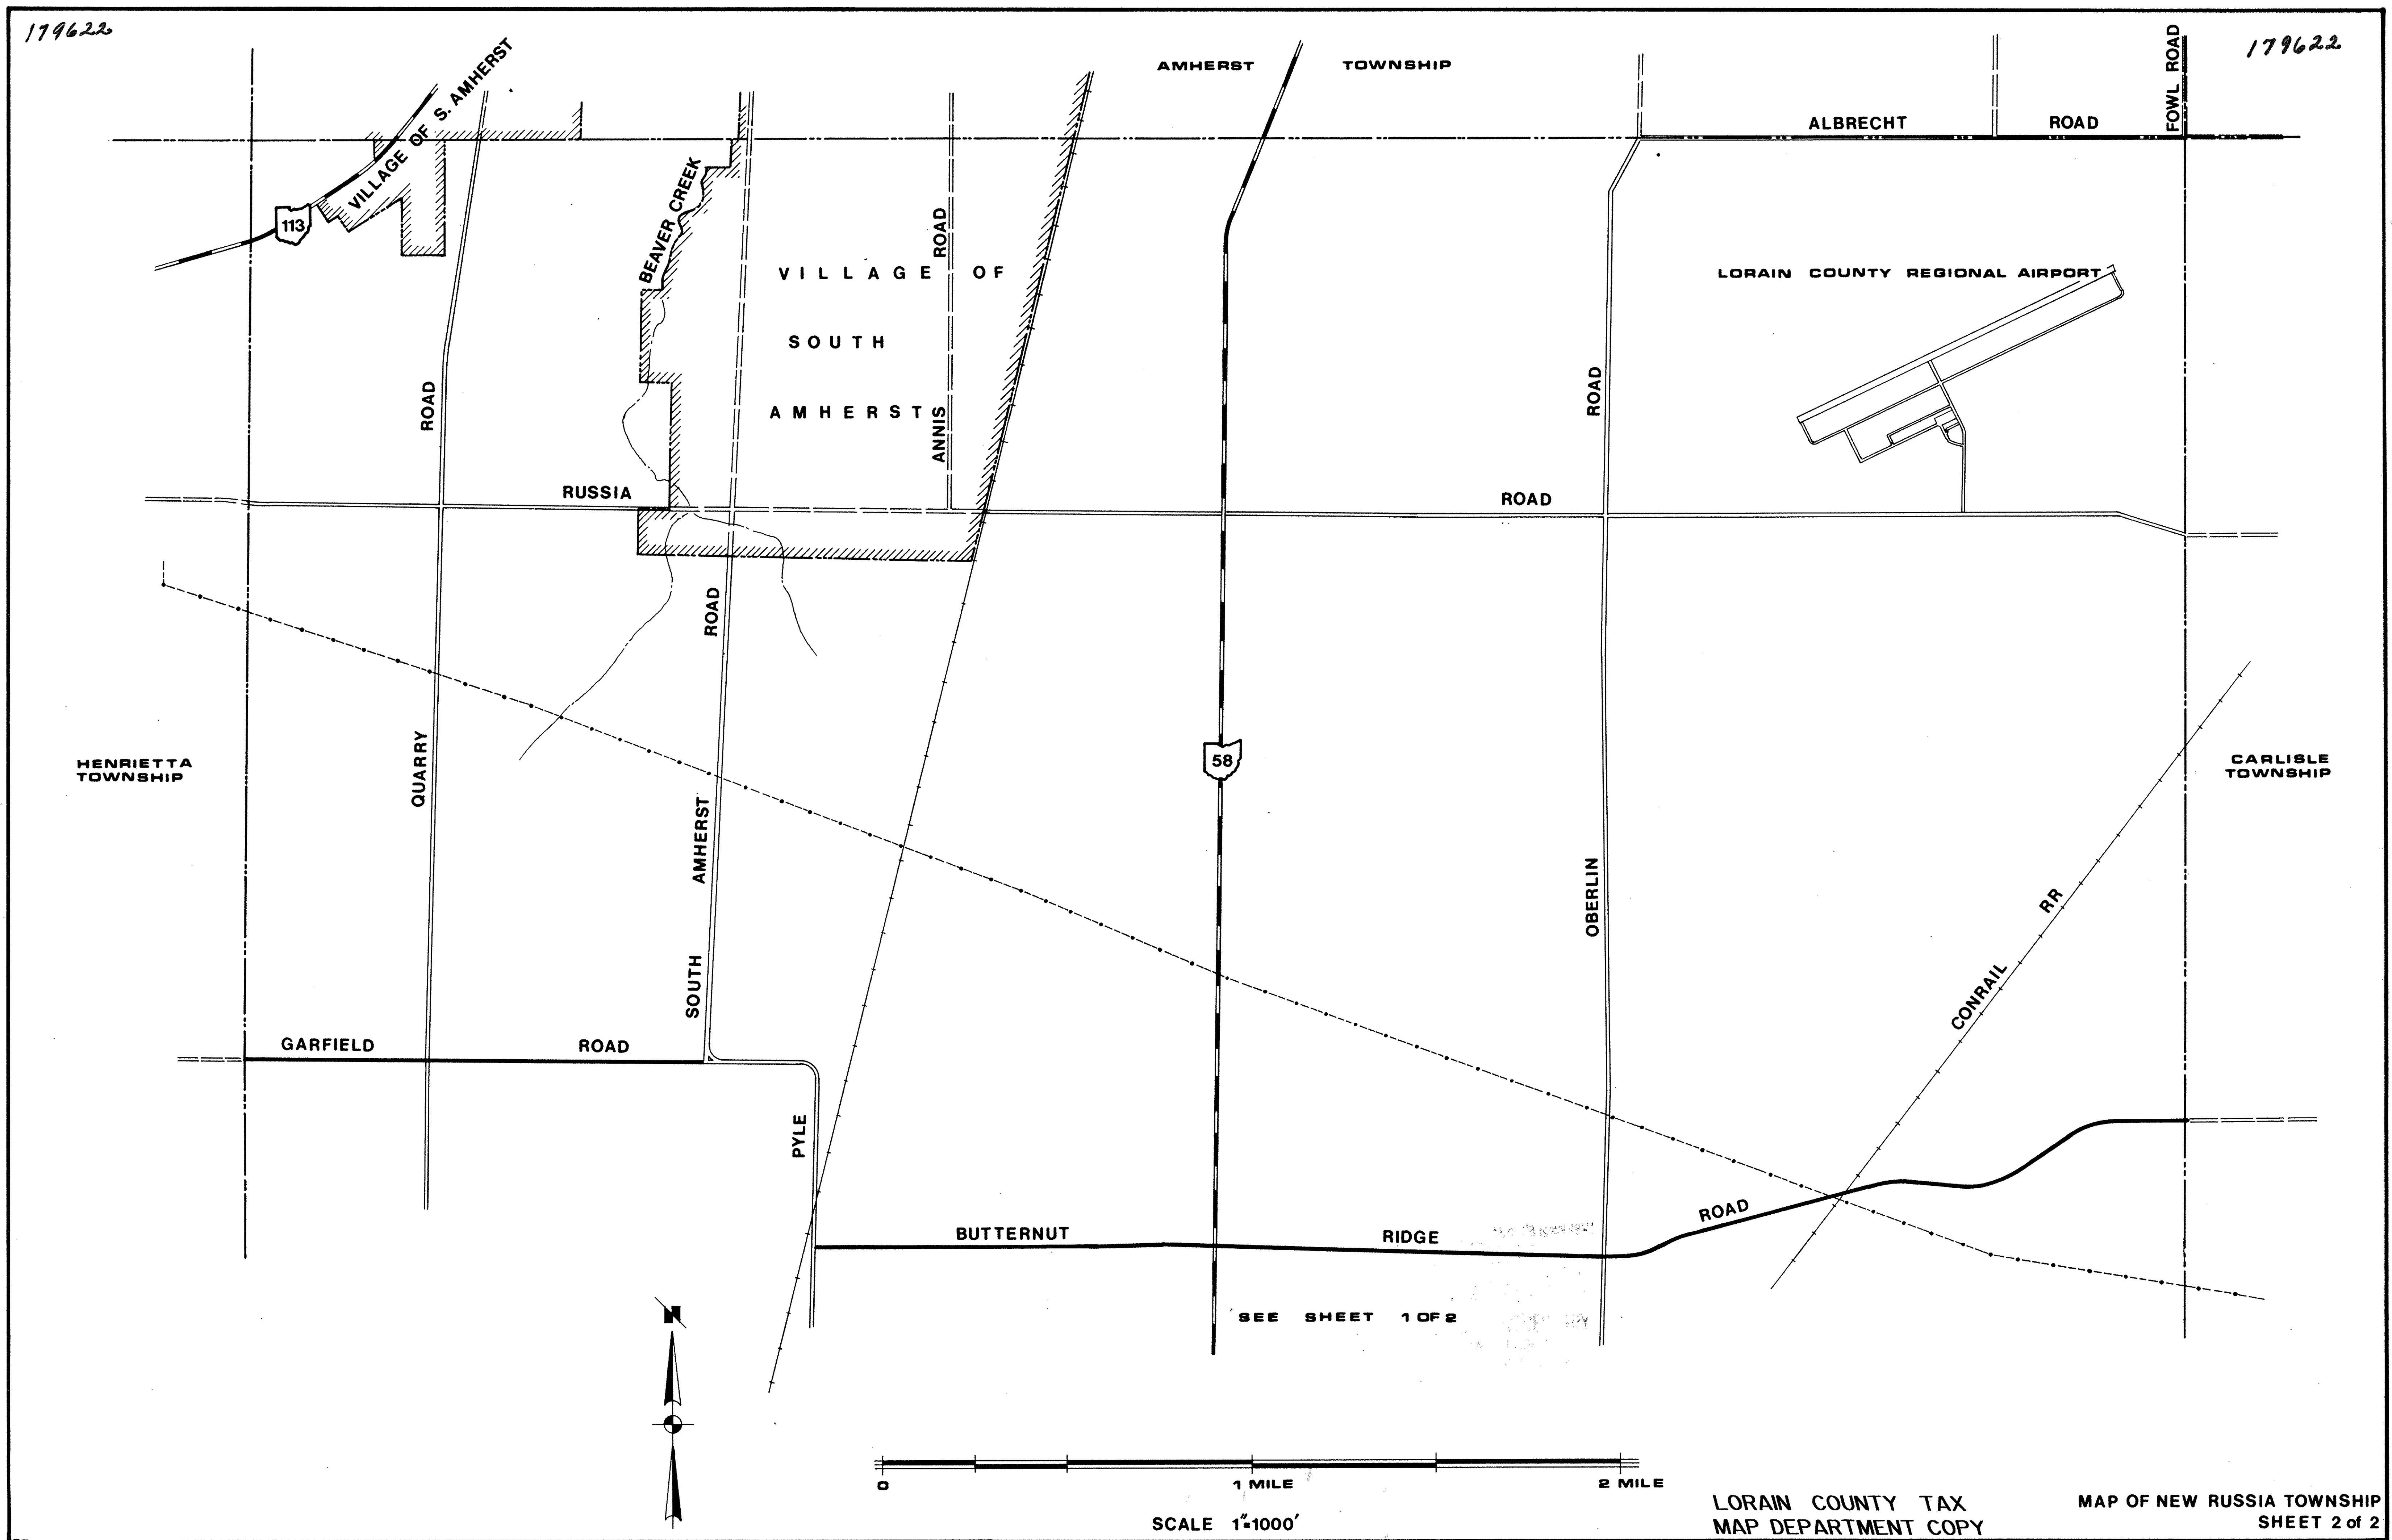 179622
179622
AMHERST TOWNSHIP
VILLAGE OF S. AMHERST
FOWL ROAD
ALBRECHT ROAD
113
BEAVER CREEK
ANNIS ROAD
VILLAGE OF
SOUTH
AMHERST
LORAIN COUNTY REGIONAL AIRPORT
QUARRY ROAD
RUSSIA ROAD
SOUTH AMHERST ROAD
OBERLIN ROAD
HENRIETTA
TOWNSHIP
58
CARLISLE
TOWNSHIP
CONRAIL RR
GARFIELD ROAD
PYLE
BUTTERNUT RIDGE ROAD
SEE SHEET 1 OF 2
N
0 1 MILE 2 MILE
SCALE 1"=1000'
LORAIN COUNTY TAX
MAP DEPARTMENT COPY
MAP OF NEW RUSSIA TOWNSHIP
SHEET 2 of 2